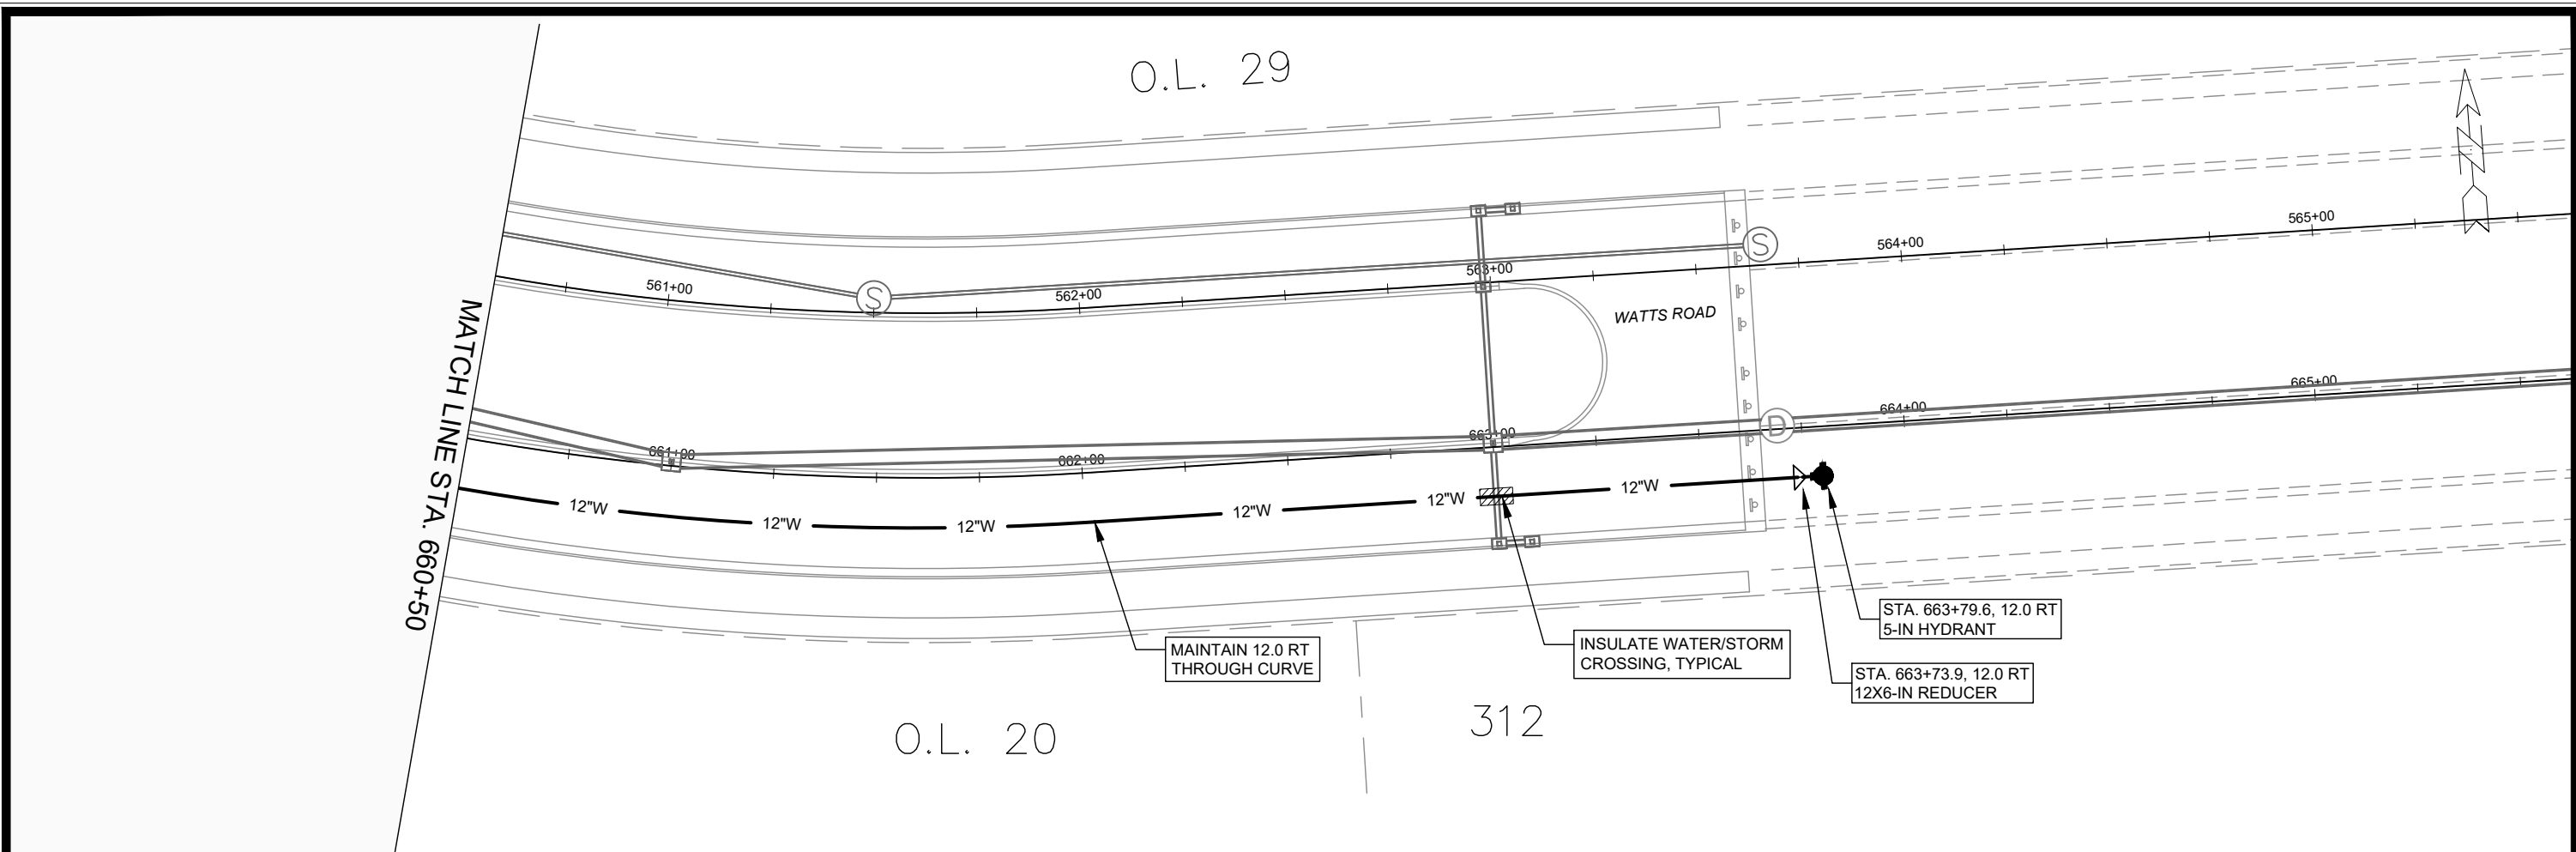 O.L. 29
565+00
564+00
563+00
561+00
562+00
WATTS ROAD
MATCH LINE STA. 660+50
665+00
664+00
663+00
661+00
662+00
S
S
D
12"W
12"W
12"W
12"W
12"W
12"W
N
STA. 663+79.6, 12.0 RT
5-IN HYDRANT
MAINTAIN 12.0 RT
THROUGH CURVE
INSULATE WATER/STORM
CROSSING, TYPICAL
STA. 663+73.9, 12.0 RT
12X6-IN REDUCER
O.L. 20
312